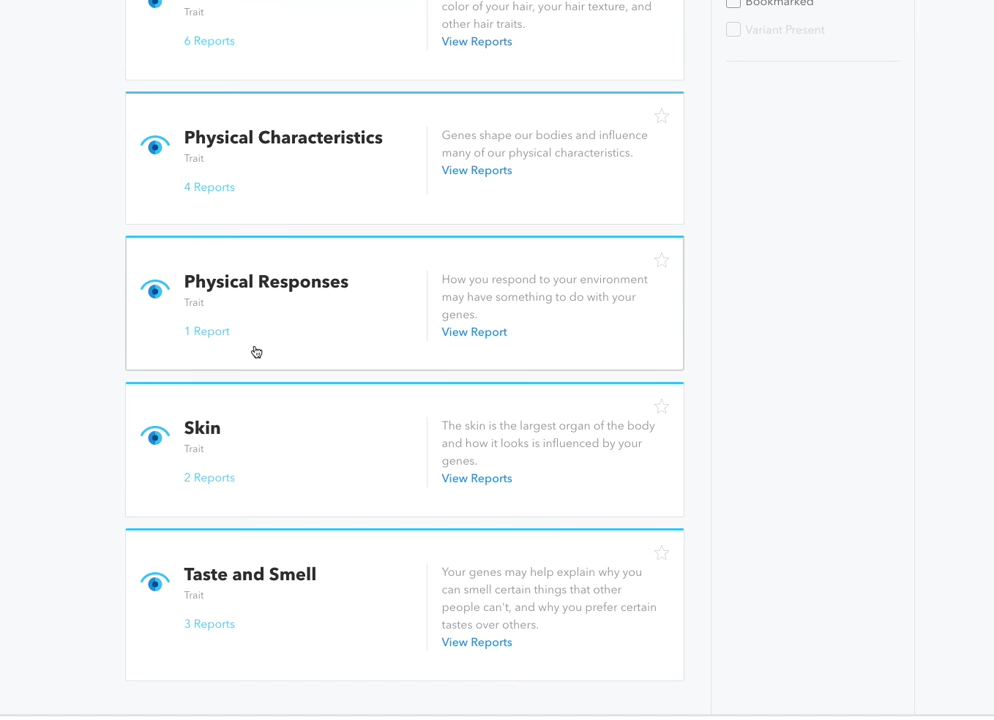 color of your hair, your hair texture, and
Trait
other hair traits.
6 Reports
View Reports
Bookmarked
Variant Present
Physical Characteristics
Trait
4 Reports
Genes shape our bodies and influence
many of our physical characteristics.
View Reports
Physical Responses
Trait
1 Report
How you respond to your environment
may have something to do with your
genes.
View Report
Skin
Trait
2 Reports
The skin is the largest organ of the body
and how it looks is influenced by your
genes.
View Reports
Taste and Smell
Trait
3 Reports
Your genes may help explain why you
can smell certain things that other
people can't, and why you prefer certain
tastes over others.
View Reports